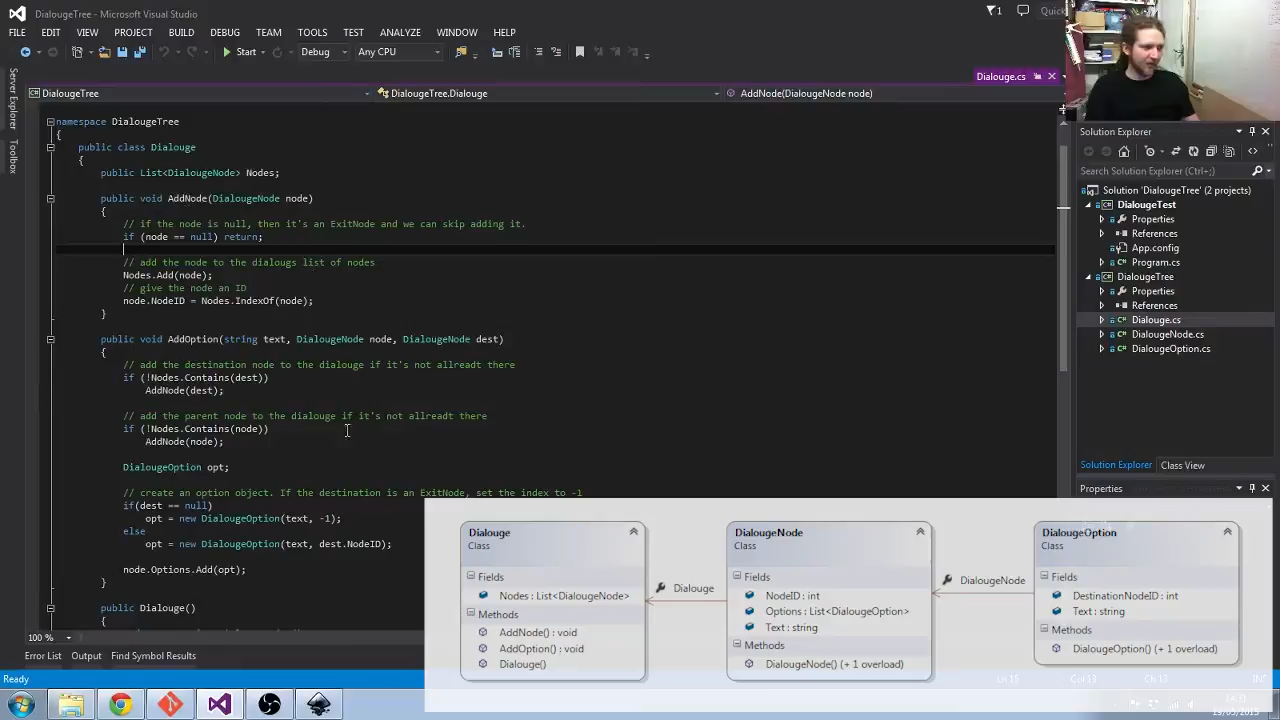 DialougeTree - Microsoft Visual Studio
1
Quick
FILE EDIT VIEW PROJECT BUILD DEBUG TEAM TOOLS TEST ANALYZE WINDOW HELP
Start Debug Any CPU
Server Explorer
Toolbox
Dialouge.cs
DialougeTree
DialougeTree.Dialouge
AddNode(DialougeNode node)
namespace DialougeTree
{
public class Dialouge
{
public List<DialougeNode> Nodes;
public void AddNode(DialougeNode node)
{
// if the node is null, then it's an ExitNode and we can skip adding it.
if (node == null) return;
// add the node to the dialougs list of nodes
Nodes.Add(node);
// give the node an ID
node.NodeID = Nodes.IndexOf(node);
}
public void AddOption(string text, DialougeNode node, DialougeNode dest)
{
// add the destination node to the dialouge if it's not allreadt there
if (!Nodes.Contains(dest))
AddNode(dest);
// add the parent node to the dialouge if it's not allreadt there
if (!Nodes.Contains(node))
AddNode(node);
DialougeOption opt;
// create an option object. If the destination is an ExitNode, set the index to -1
if(dest == null)
opt = new DialougeOption(text, -1);
else
opt = new DialougeOption(text, dest.NodeID);
node.Options.Add(opt);
}
public Dialouge()
{
100 %
Error List Output Find Symbol Results
Ready
Solution Explorer
Search Solution Explorer (Ctrl+;)
Solution 'DialougeTree' (2 projects)
DialougeTest
Properties
References
App.config
Program.cs
DialougeTree
Properties
References
Dialouge.cs
DialougeNode.cs
DialougeOption.cs
Solution Explorer Class View
Properties
Dialouge
Class
Fields
Nodes : List<DialougeNode>
Methods
AddNode() : void
AddOption() : void
Dialouge()
Dialouge
DialougeNode
Class
Fields
NodeID : int
Options : List<DialougeOption>
Text : string
Methods
DialougeNode() (+ 1 overload)
DialougeNode
DialougeOption
Class
Fields
DestinationNodeID : int
Text : string
Methods
DialougeOption() (+ 1 overload)
Ln 15 Col 13 Ch 13